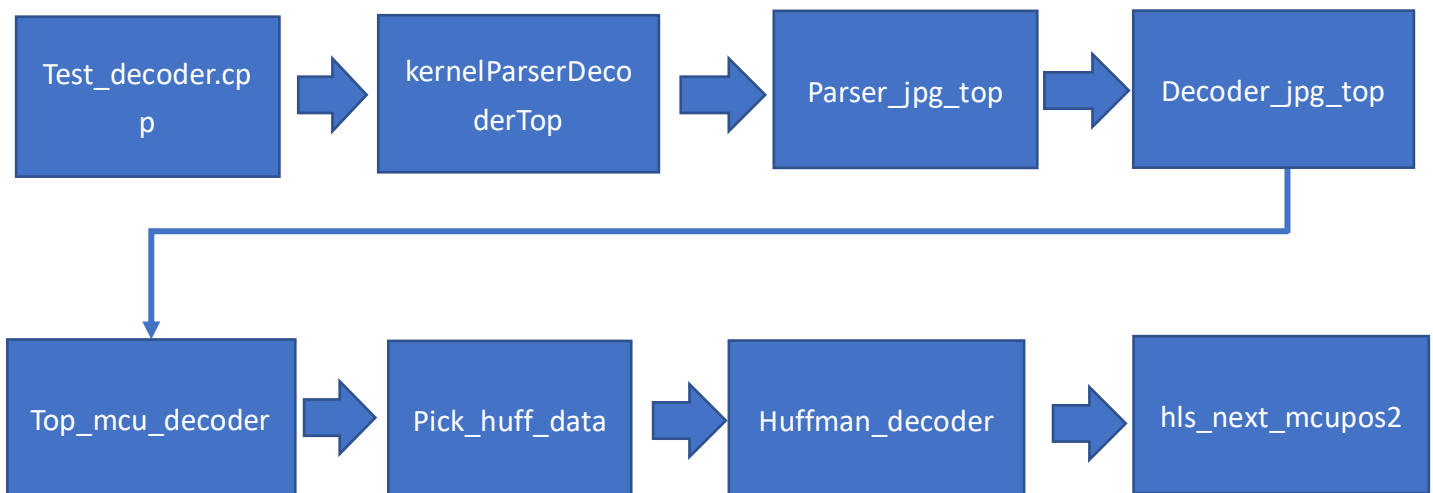 Test_decoder.cp
p
kernelParserDeco
derTop
Parser_jpg_top
Decoder_jpg_top
Top_mcu_decoder
Pick_huff_data
Huffman_decoder
hls_next_mcupos2